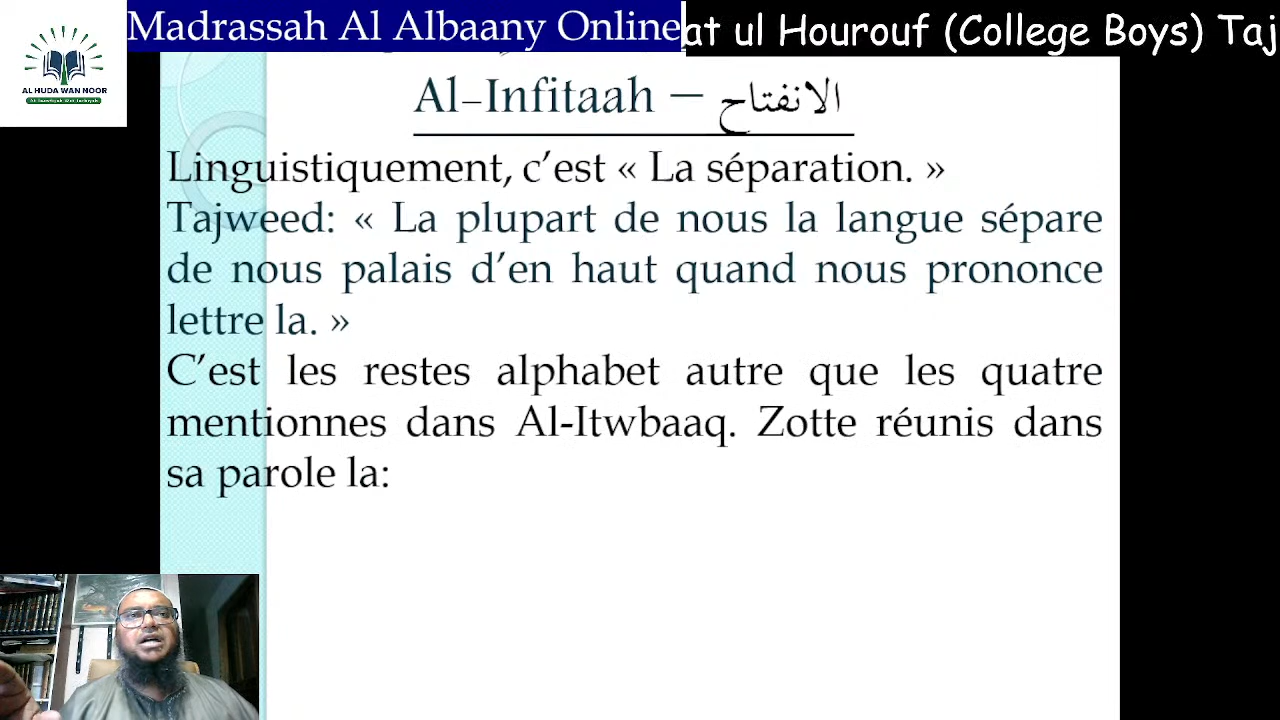 Madrassah Al Albaany Online
at ul Hourouf (College Boys) Taj
AL HUDA WAN NOOR
Al-Infitaah – الانفتاح
Linguistiquement, c’est « La séparation. »
Tajweed: « La plupart de nous la langue sépare
de nous palais d’en haut quand nous prononce
lettre la. »
C’est les restes alphabet autre que les quatre
mentionnes dans Al-Itwbaaq. Zotte réunis dans
sa parole la: